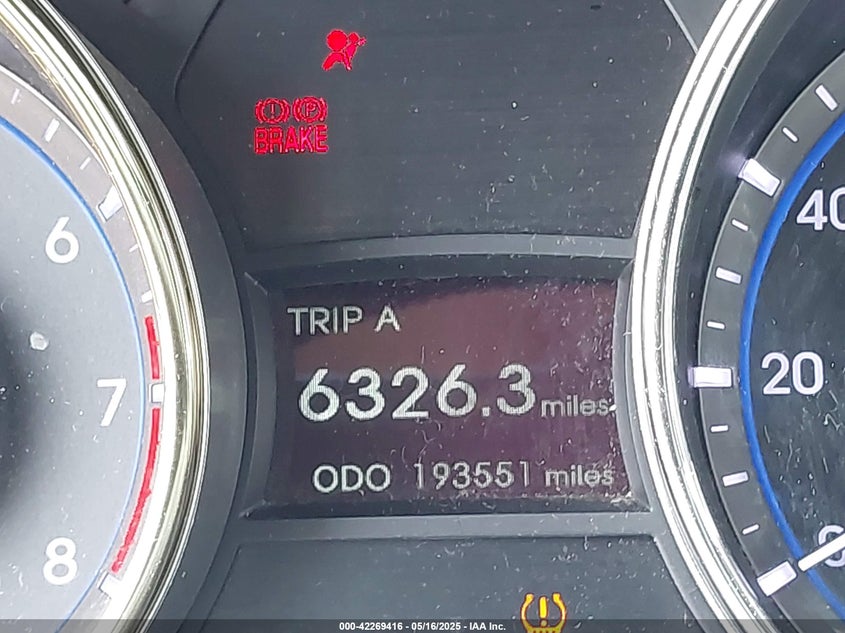 BRAKE
6
40
TRIP A
7
6326.3 miles
20
ODO 193551 miles
8
0
000-42269416 - 05/16/2025 - IAA Inc.